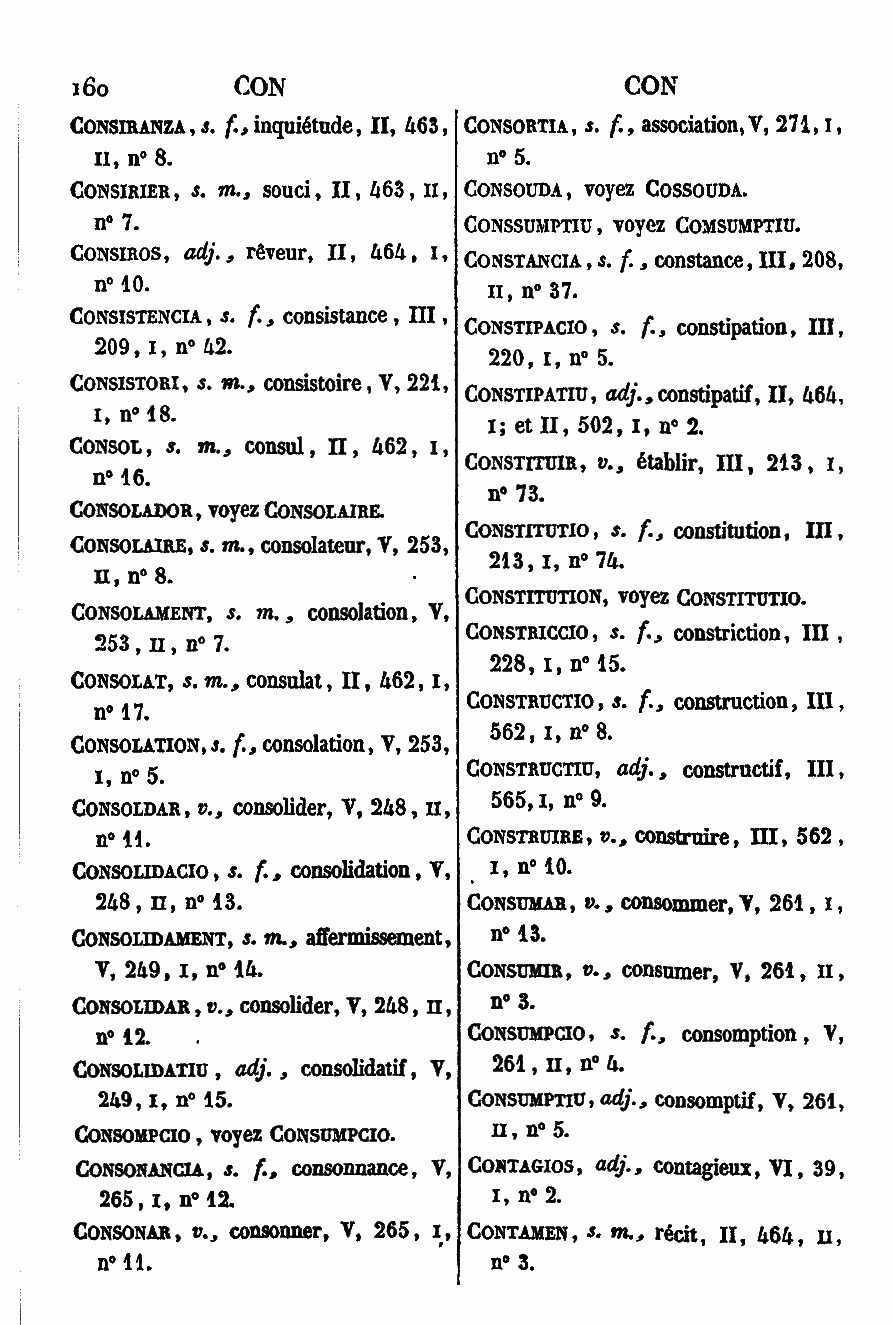 160 CON CON
CONSIRANZA, s. f., inquiétude, II, 463,
II, n° 8.
CONSIRIER, s. m., souci, II, 463, II,
n° 7.
CONSIROS, adj., rêveur, II, 464, I,
n° 10.
CONSISTENCIA, s. f., consistance, III,
209, I, n° 42.
CONSISTORI, s. m., consistoire, V, 221,
I, n° 18.
CONSOL, s. m., consul, II, 462, I,
n° 16.
CONSOLADOR, voyez CONSOLAIRE.
CONSOLAIRE, s. m., consolateur, V, 253,
II, n° 8.
CONSOLAMENT, s. m., consolation, V,
253, II, n° 7.
CONSOLAT, s. m., consulat, II, 462, I,
n° 17.
CONSOLATION, s. f., consolation, V, 253,
I, n° 5.
CONSOLDAR, v., consolider, V, 248, II,
n° 11.
CONSOLIDACIO, s. f., consolidation, V,
248, II, n° 13.
CONSOLIDAMENT, s. m., affermissement,
V, 249, I, n° 14.
CONSOLIDAR, v., consolider, V, 248, II,
n° 12.
CONSOLIDATIU, adj., consolidatif, V,
249, I, n° 15.
CONSOMPCIO, voyez CONSUMPCIO.
CONSONANCIA, s. f., consonnance, V,
265, I, n° 12.
CONSONAR, v., consonner, V, 265, I,
n° 11.
CONSORTIA, s. f., association, V, 271, I,
n° 5.
CONSOUDA, voyez COSSOUDA.
CONSSUMPTIU, voyez COMSUMPTIU.
CONSTANCIA, s. f., constance, III, 208,
II, n° 37.
CONSTIPACIO, s. f., constipation, III,
220, I, n° 5.
CONSTIPATIU, adj., constipatif, II, 464,
I; et II, 502, I, n° 2.
CONSTITUIR, v., établir, III, 213, I,
n° 73.
CONSTITUTIO, s. f., constitution, III,
213, I, n° 74.
CONSTITUTION, voyez CONSTITUTIO.
CONSTRICCIO, s. f., constriction, III,
228, I, n° 15.
CONSTRUCTIO, s. f., construction, III,
562, I, n° 8.
CONSTRUCTIU, adj., constructif, III,
565, I, n° 9.
CONSTRUIRE, v., construire, III, 562,
I, n° 10.
CONSUMAR, v., consommer, V, 261, I,
n° 13.
CONSUMIR, v., consumer, V, 261, II,
n° 3.
CONSUMPCIO, s. f., consomption, V,
261, II, n° 4.
CONSUMPTIU, adj., consomptif, V, 261,
II, n° 5.
CONTAGIOS, adj., contagieux, VI, 39,
I, n° 2.
CONTAMEN, s. m., récit, II, 464, II,
n° 3.